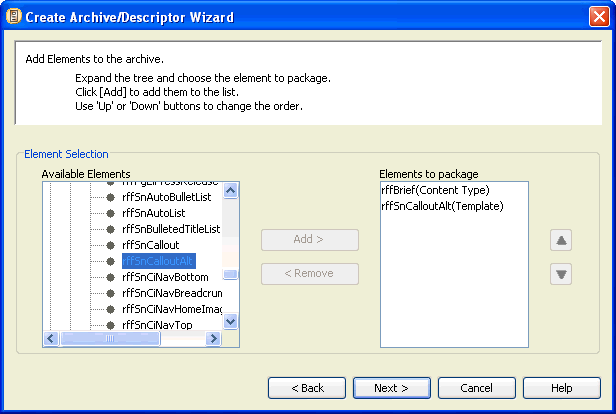 Create Archive/Descriptor Wizard
Add Elements to the archive.
Expand the tree and choose the element to package.
Click [Add] to add them to the list.
Use 'Up' or 'Down' buttons to change the order.
Element Selection
Available Elements
rffSnAutoBulletList
rffSnAutoList
rffSnBulletedTitleList
rffSnCallout
rffSnCalloutAlt
rffSnCiNavBottom
rffSnCiNavBreadcrun
rffSnCiNavHomeImag
rffSnCiNavTop
Add >
< Remove
Elements to package
rffBrief(Content Type)
rffSnCalloutAlt(Template)
< Back
Next >
Cancel
Help